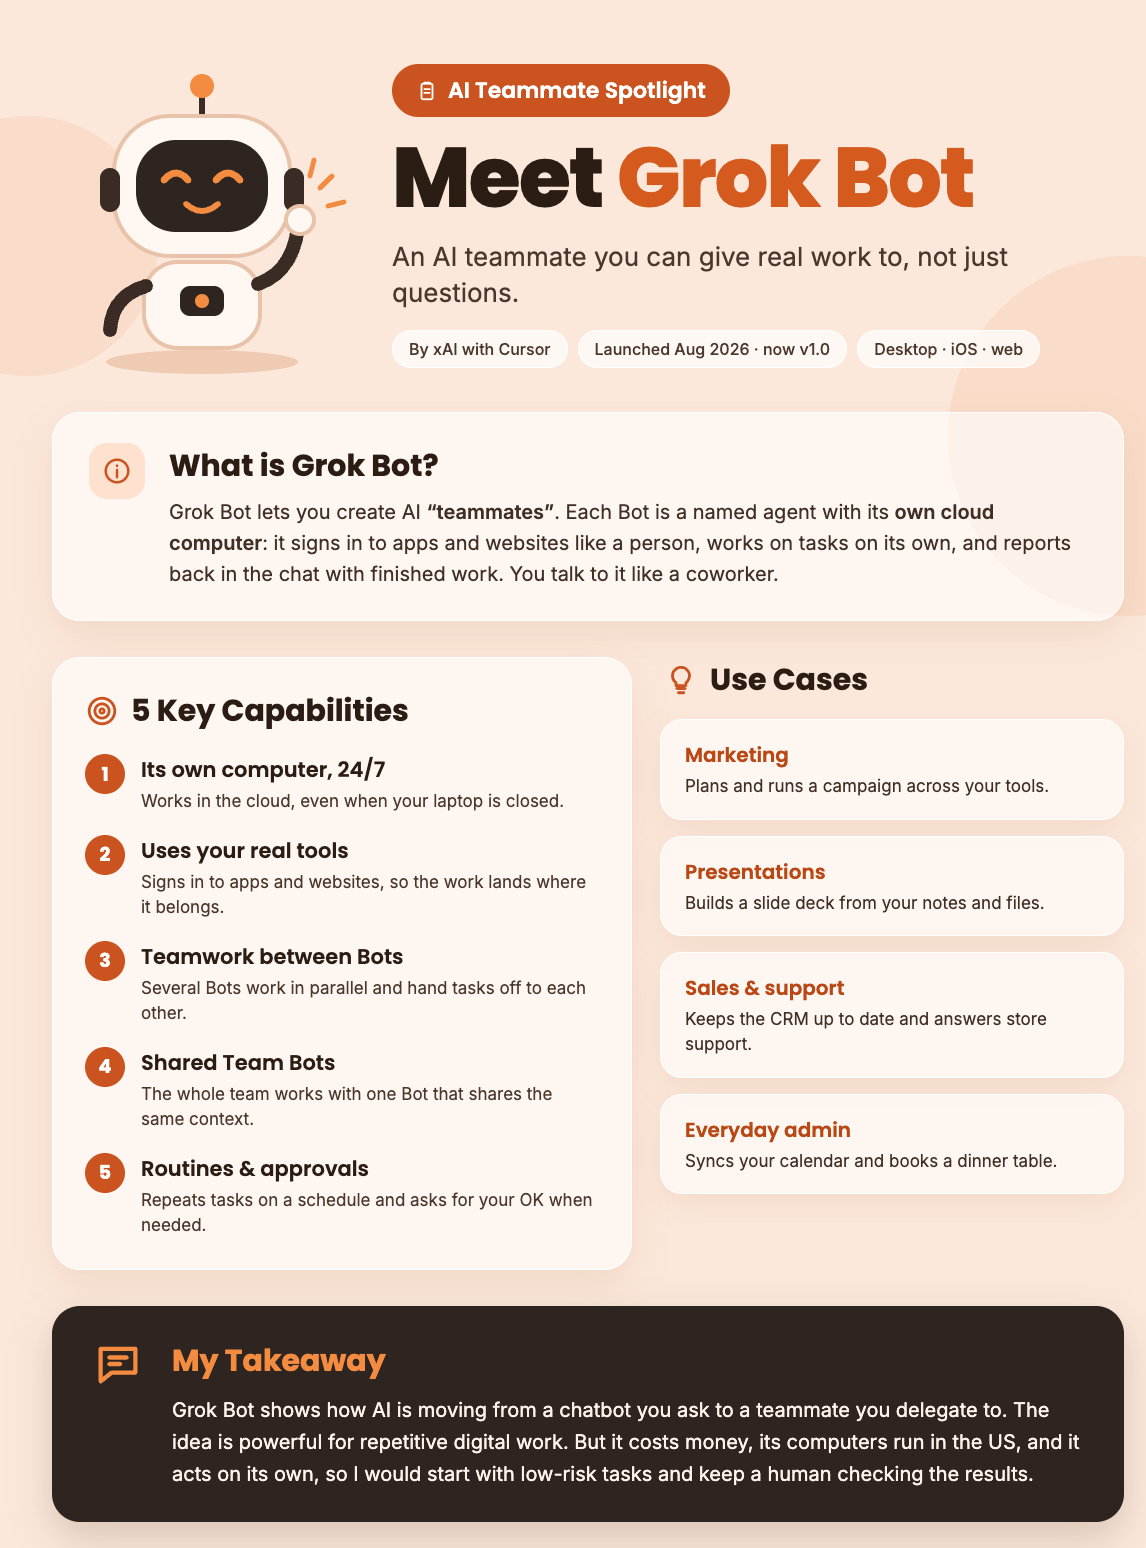 AI Teammate Spotlight
Meet Grok Bot
An AI teammate you can give real work to, not just
questions.
By xAI with Cursor
Launched Aug 2026 · now v1.0
Desktop · iOS · web
What is Grok Bot?
Grok Bot lets you create AI “teammates”. Each Bot is a named agent with its own cloud
computer: it signs in to apps and websites like a person, works on tasks on its own, and reports
back in the chat with finished work. You talk to it like a coworker.
5 Key Capabilities
1
Its own computer, 24/7
Works in the cloud, even when your laptop is closed.
2
Uses your real tools
Signs in to apps and websites, so the work lands where
it belongs.
3
Teamwork between Bots
Several Bots work in parallel and hand tasks off to each
other.
4
Shared Team Bots
The whole team works with one Bot that shares the
same context.
5
Routines & approvals
Repeats tasks on a schedule and asks for your OK when
needed.
Use Cases
Marketing
Plans and runs a campaign across your tools.
Presentations
Builds a slide deck from your notes and files.
Sales & support
Keeps the CRM up to date and answers store
support.
Everyday admin
Syncs your calendar and books a dinner table.
My Takeaway
Grok Bot shows how AI is moving from a chatbot you ask to a teammate you delegate to. The
idea is powerful for repetitive digital work. But it costs money, its computers run in the US, and it
acts on its own, so I would start with low-risk tasks and keep a human checking the results.